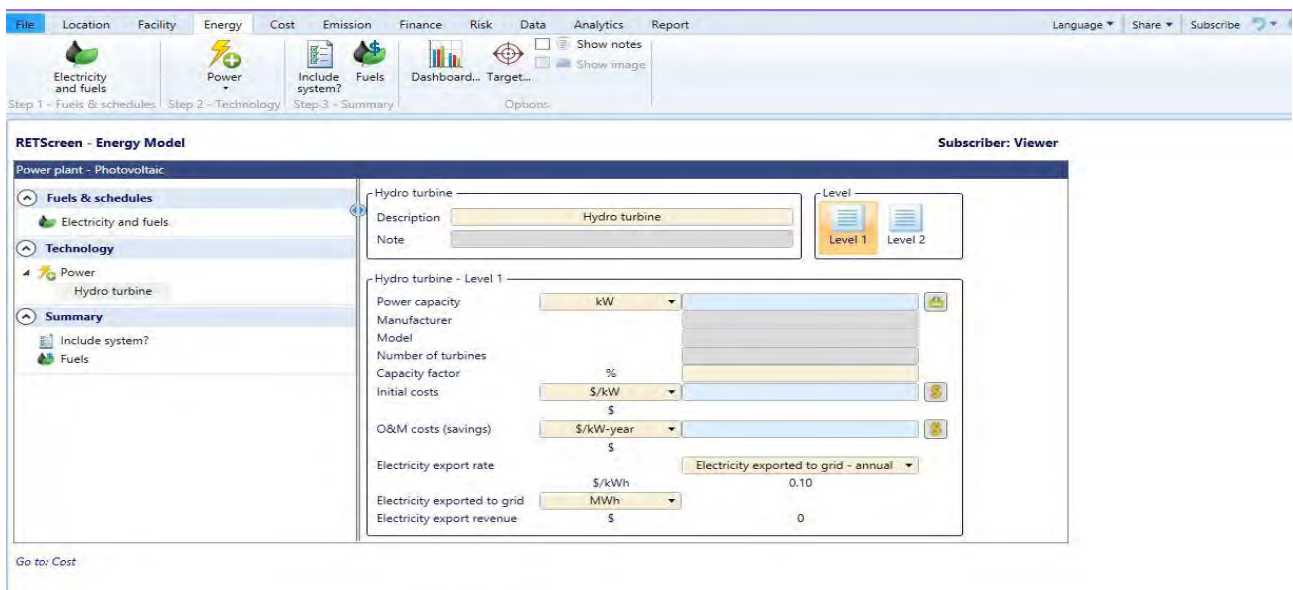 File Location Facility Energy Cost Emission Finance Risk Data Analytics Report Language Share Subscribe
Electricity and fuels
Power
Include system?
Fuels
Dashboard...
Target...
Show notes
Show image
Step 1 - Fuels & schedules Step 2 - Technology Step 3 - Summary Options
RETScreen - Energy Model Subscriber: Viewer
Power plant - Photovoltaic
Fuels & schedules
Electricity and fuels
Technology
Power
Hydro turbine
Summary
Include system?
Fuels
Hydro turbine
Description Hydro turbine
Note
Level
Level 1 Level 2
Hydro turbine - Level 1
Power capacity kW
Manufacturer
Model
Number of turbines
Capacity factor %
Initial costs $/kW
$
O&M costs (savings) $/kW-year
$
Electricity export rate Electricity exported to grid - annual
$/kWh 0.10
Electricity exported to grid MWh
Electricity export revenue $ 0
Go to: Cost